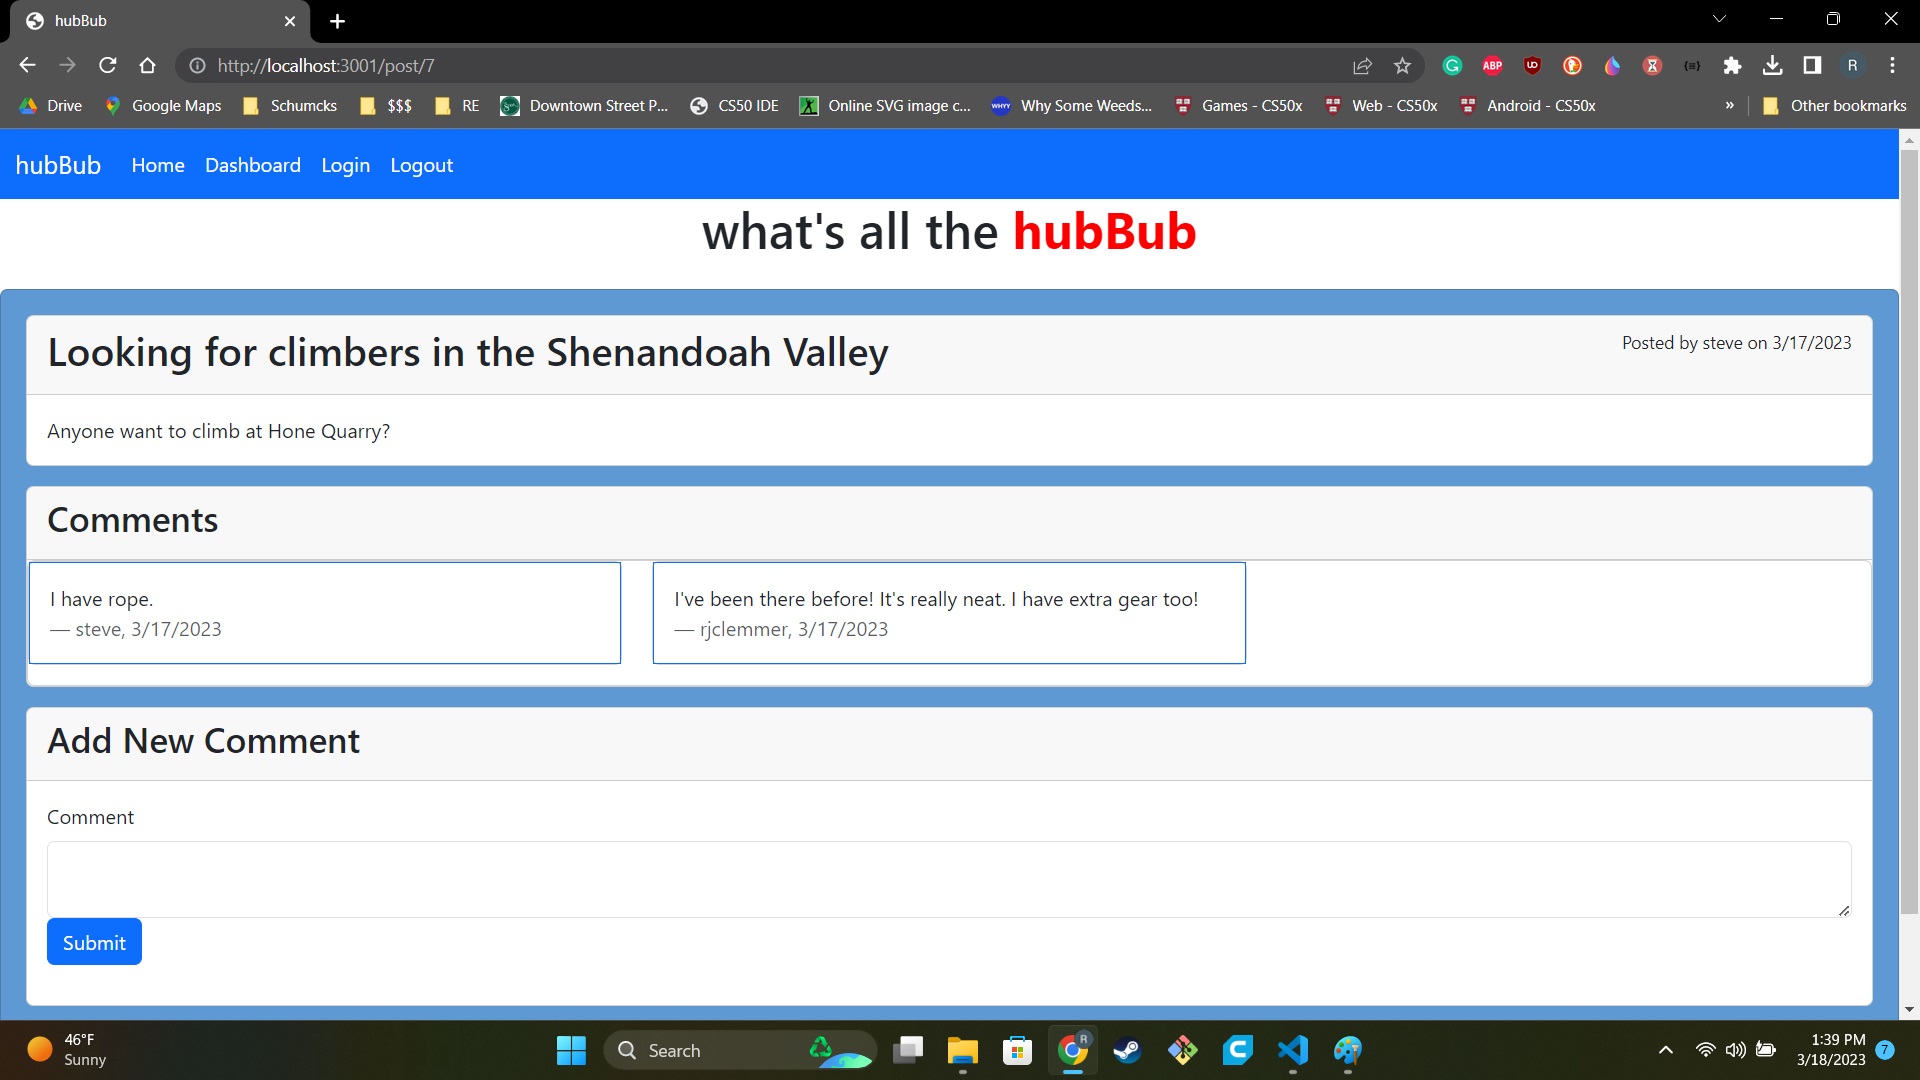 hubBub
http://localhost:3001/post/7
ABP
R
Drive
Google Maps
Schumcks
$$$
RE
Downtown Street P...
CS50 IDE
Online SVG image c...
WHYY
Why Some Weeds...
Games - CS50x
Web - CS50x
Android - CS50x
»
Other bookmarks
hubBub Home Dashboard Login Logout
what's all the hubBub
Looking for climbers in the Shenandoah Valley
Posted by steve on 3/17/2023
Anyone want to climb at Hone Quarry?
Comments
I have rope.
— steve, 3/17/2023
I've been there before! It's really neat. I have extra gear too!
— rjclemmer, 3/17/2023
Add New Comment
Comment
Submit
46°F
Sunny
Search
R
1:39 PM
3/18/2023
7